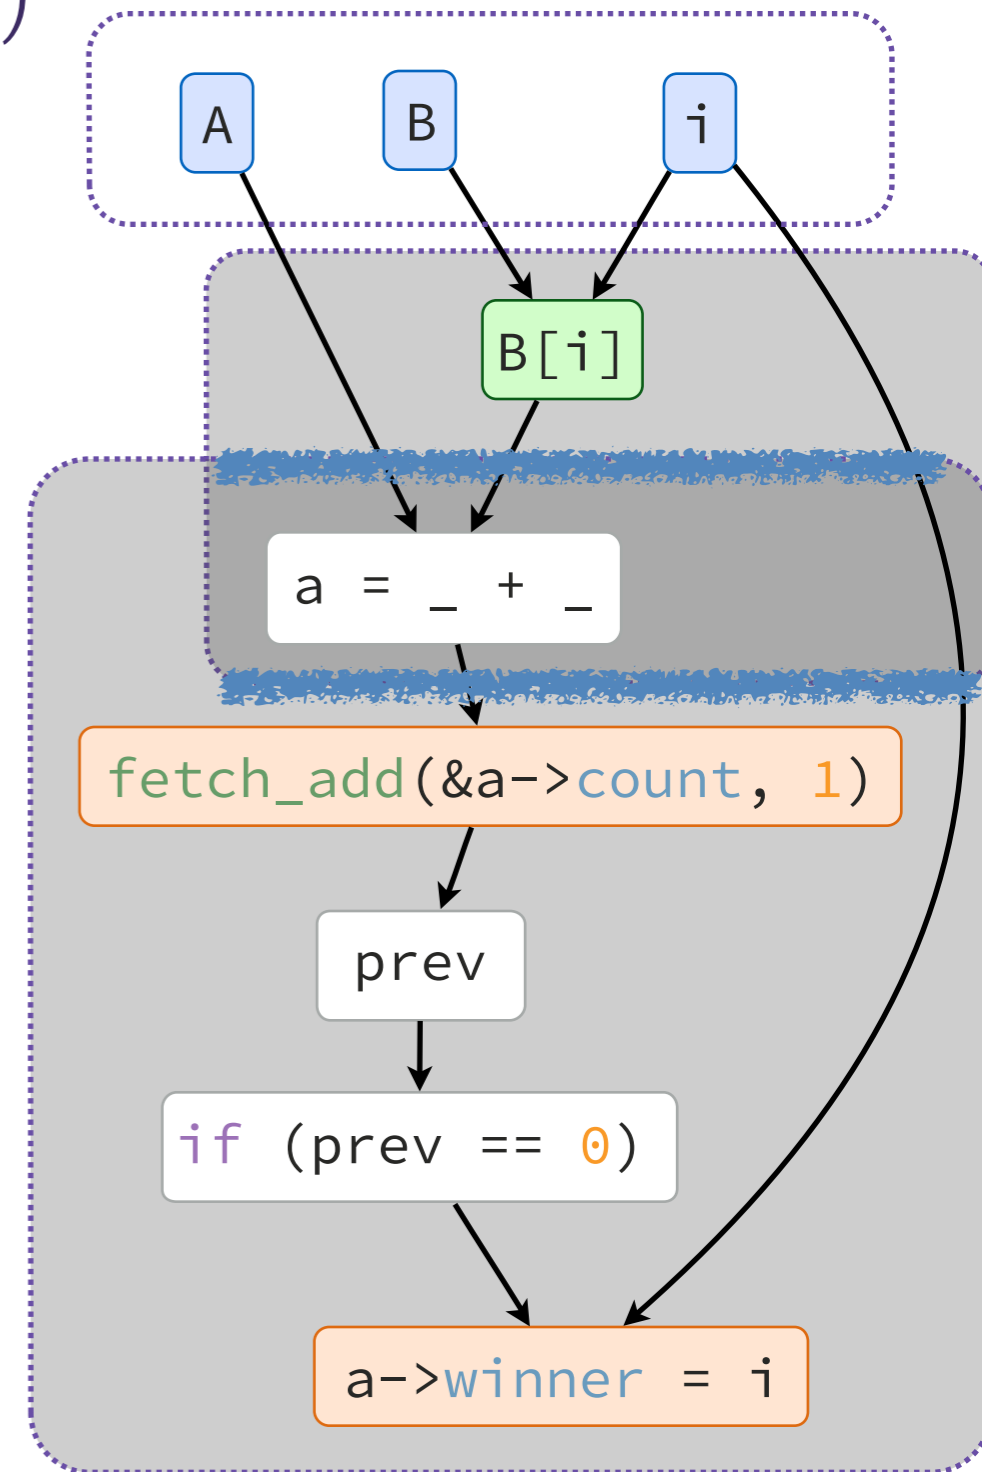 )
A B i
B[i]
a = _ + _
fetch_add(&a->count, 1)
prev
if (prev == 0)
a->winner = i